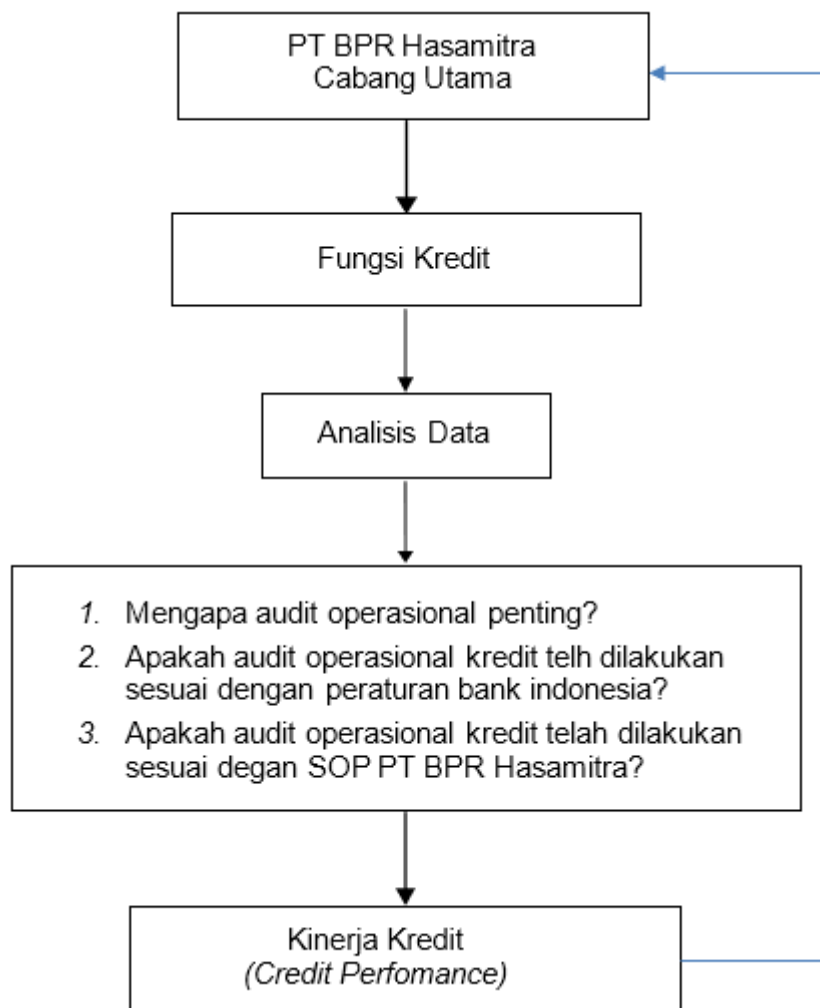 PT BPR Hasamitra
Cabang Utama
Fungsi Kredit
Analisis Data
1. Mengapa audit operasional penting?
2. Apakah audit operasional kredit telh dilakukan
sesuai dengan peraturan bank indonesia?
3. Apakah audit operasional kredit telah dilakukan
sesuai degan SOP PT BPR Hasamitra?
Kinerja Kredit
(Credit Perfomance)